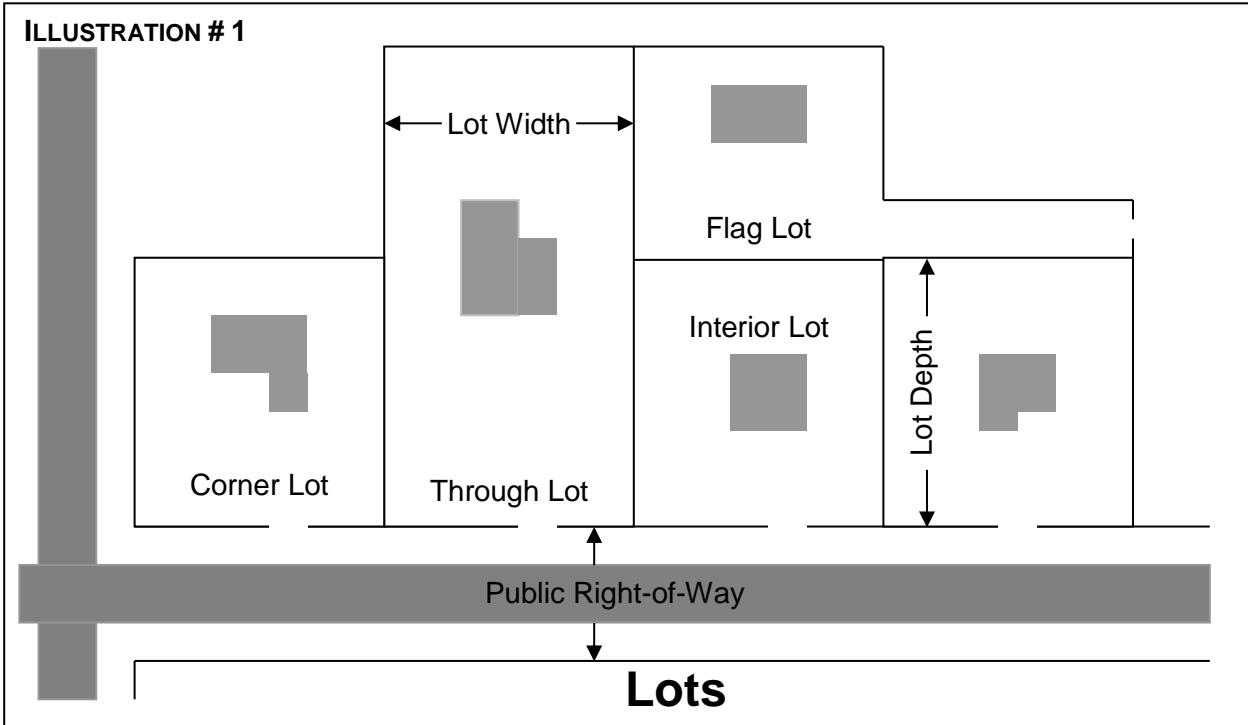 ILLUSTRATION # 1
Lot Width
Flag Lot
Interior Lot
Lot Depth
Corner Lot
Through Lot
Public Right-of-Way
Lots